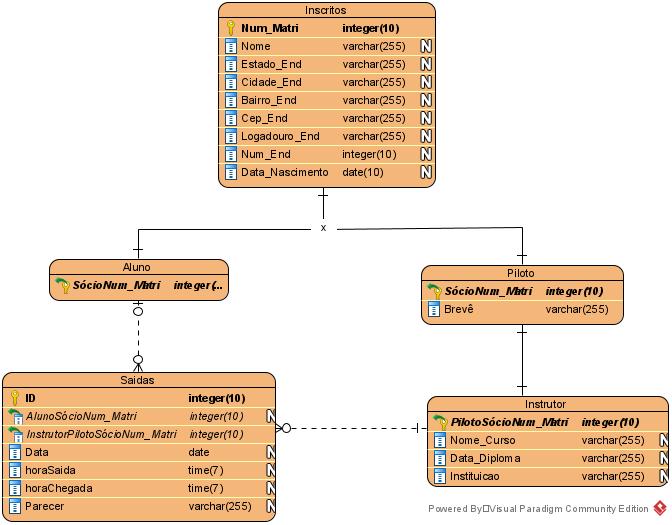 Inscritos
Num_Matri integer(10)
Nome varchar(255) N
Estado_End varchar(255) N
Cidade_End varchar(255) N
Bairro_End varchar(255) N
Cep_End varchar(255) N
Logadouro_End varchar(255) N
Num_End integer(10) N
Data_Nascimento date(10) N
x
Aluno
SócioNum_Matri integer(...
Piloto
SócioNum_Matri integer(10)
Brevê varchar(255)
Saidas
ID integer(10)
AlunoSócioNum_Matri integer(10) N
InstrutorPilotoSócioNum_Matri integer(10) N
Data date N
horaSaida time(7) N
horaChegada time(7) N
Parecer varchar(255) N
Instrutor
PilotoSócioNum_Matri integer(10)
Nome_Curso varchar(255) N
Data_Diploma varchar(255) N
Instituicao varchar(255) N
Powered By□Visual Paradigm Community Edition